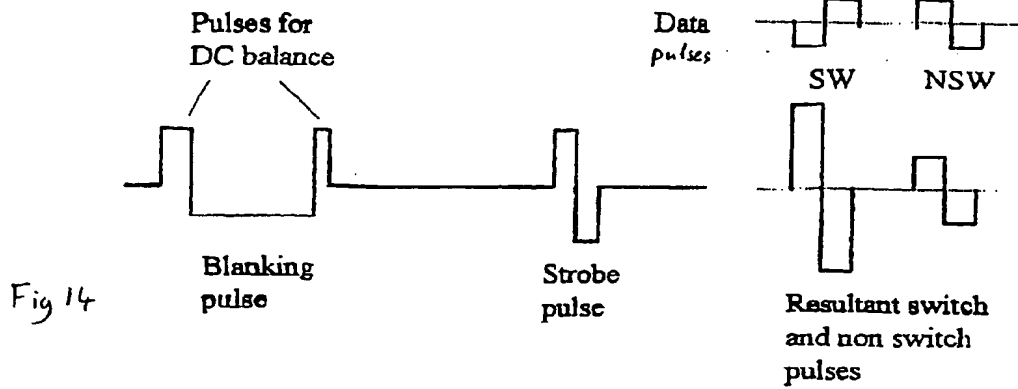 Pulses for
DC balance
Data
pulses
SW
NSW
Blanking
pulse
Strobe
pulse
Resultant switch
and non switch
pulses
Fig 14